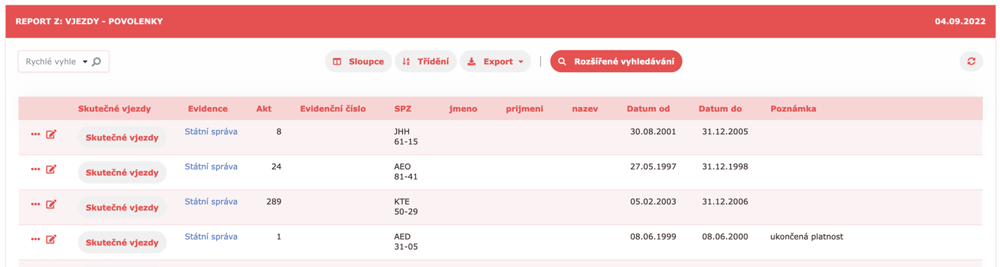 REPORT Z: VJEZDY - POVOLENKY 04.09.2022
Rychlé vyhle Sloupce Třídění Export Rozšířené vyhledávání
Skutečné vjezdy Evidence Akt Evidenční číslo SPZ jmeno prijmeni nazev Datum od Datum do Poznámka
Skutečné vjezdy Státní správa 8 JHH 30.08.2001 31.12.2005
61-15
Skutečné vjezdy Státní správa 24 AEO 27.05.1997 31.12.1998
81-41
Skutečné vjezdy Státní správa 289 KTE 05.02.2003 31.12.2006
50-29
Skutečné vjezdy Státní správa 1 AED 08.06.1999 08.06.2000 ukončená platnost
31-05